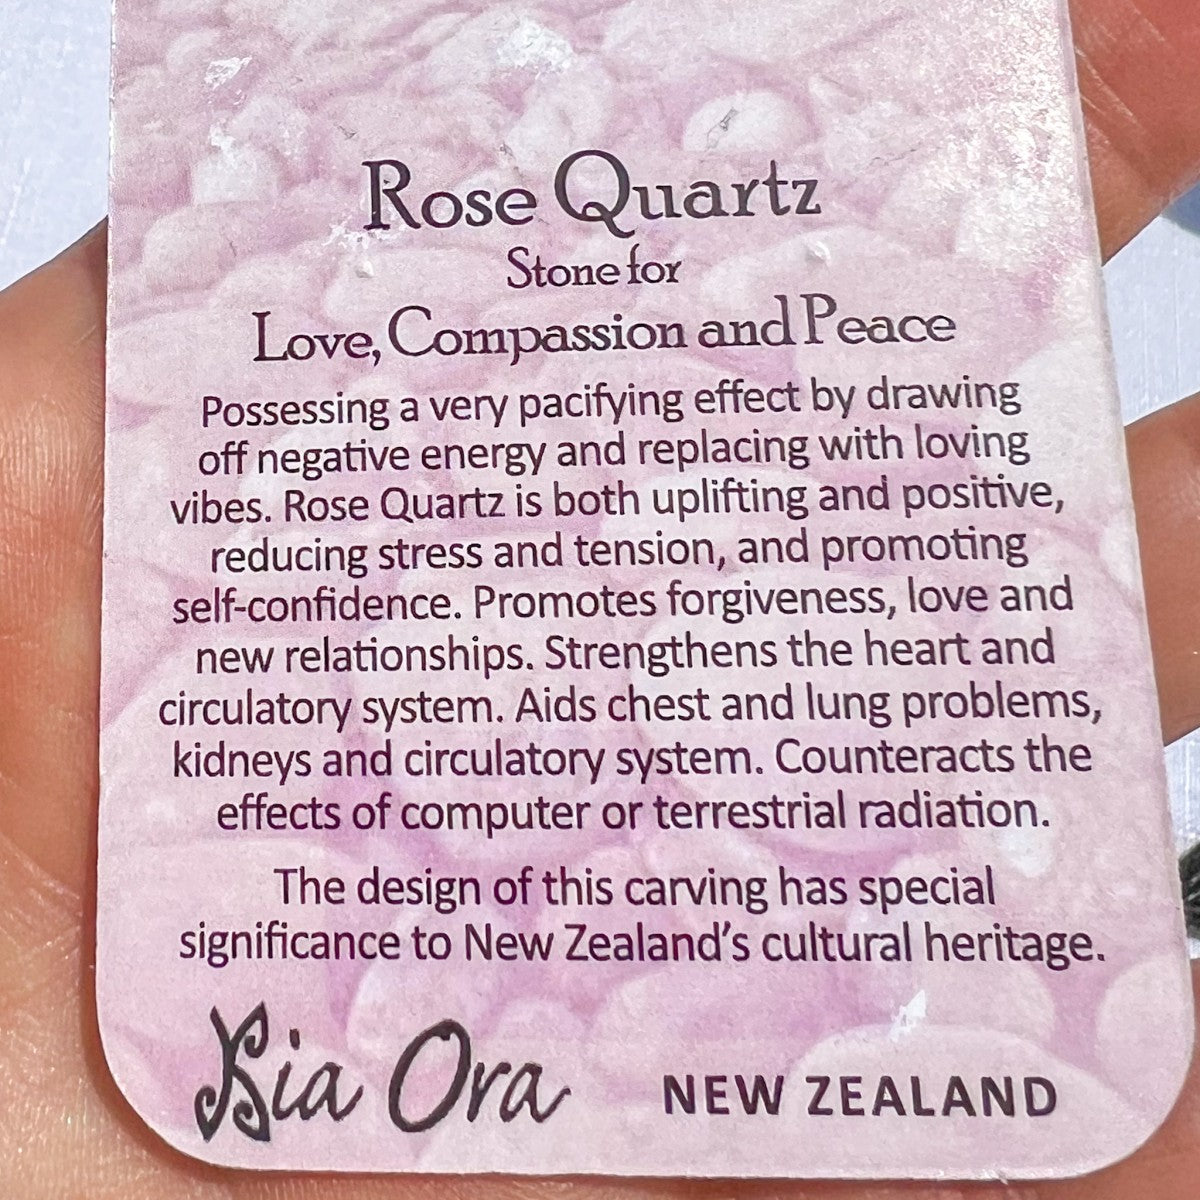 Rose Quartz
Stone for
Love, Compassion and Peace
Possessing a very pacifying effect by drawing
off negative energy and replacing with loving
vibes. Rose Quartz is both uplifting and positive,
reducing stress and tension, and promoting
self-confidence. Promotes forgiveness, love and
new relationships. Strengthens the heart and
circulatory system. Aids chest and lung problems,
kidneys and circulatory system. Counteracts the
effects of computer or terrestrial radiation.
The design of this carving has special
significance to New Zealand's cultural heritage.
Kia Ora NEW ZEALAND